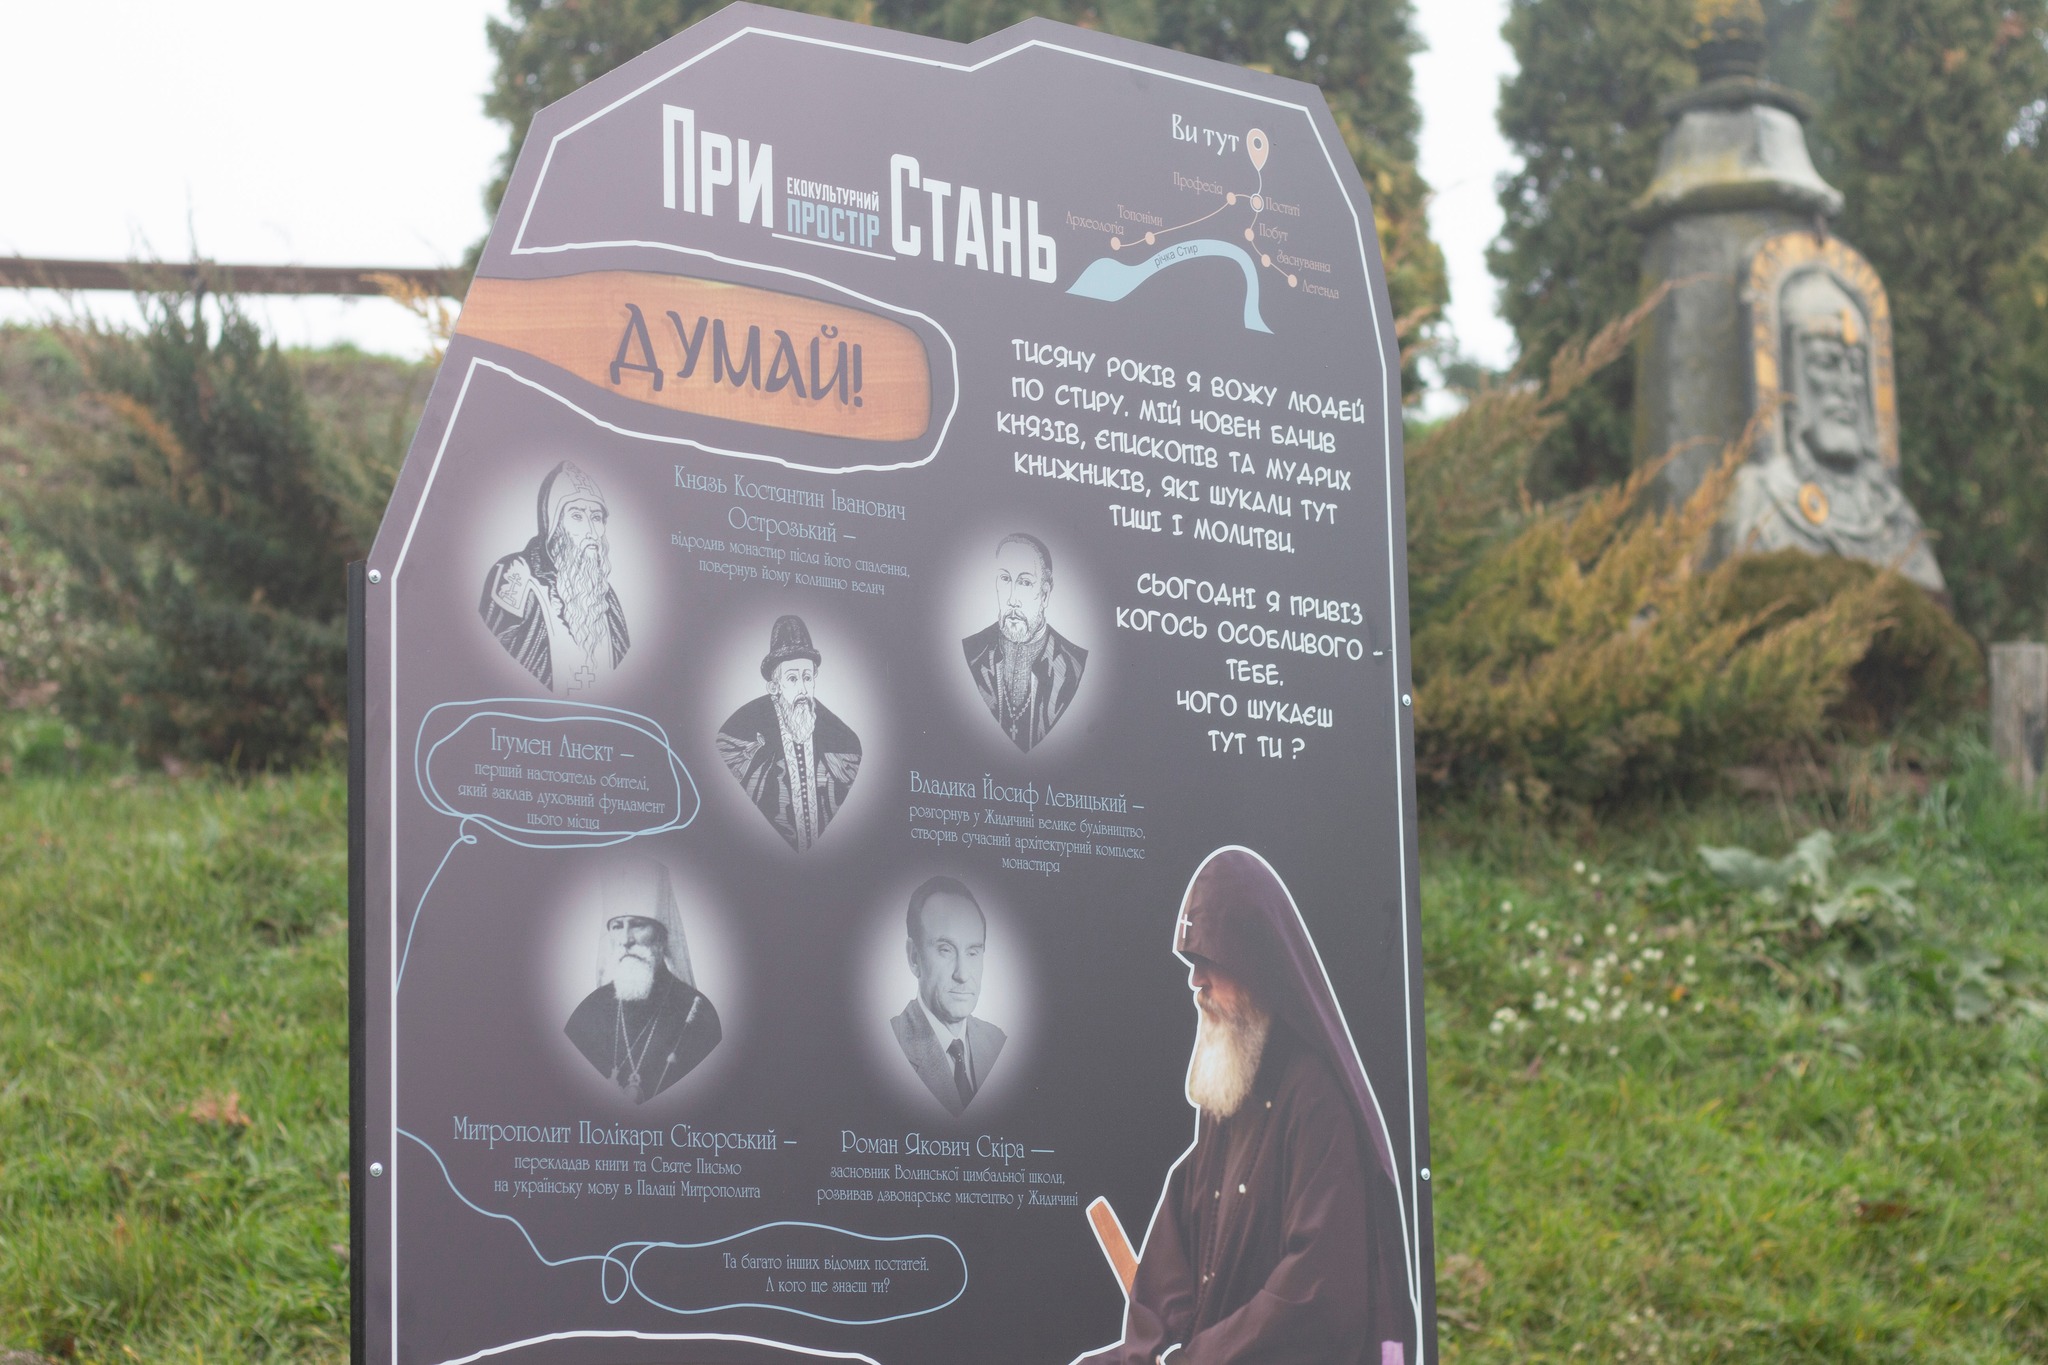 ПРИ
ЕКОКУЛЬТУРНИЙ
ПРОСТІР
СТАНЬ
Ви тут
Професія
Постаті
Топоніми
Археологія
Побут
річка Стир
Заснування
Легенда
ДУМАЙ!
ТИСЯЧУ РОКІВ Я ВОЖУ ЛЮДЕЙ
ПО СТИРУ. МІЙ ЧОВЕН БАЧИВ
КНЯЗІВ, ЄПИСКОПІВ ТА МУДРИХ
КНИЖНИКІВ, ЯКІ ШУКАЛИ ТУТ
ТИШІ І МОЛИТВИ.
СЬОГОДНІ Я ПРИВІЗ
КОГОСЬ ОСОБЛИВОГО –
ТЕБЕ.
ЧОГО ШУКАЄШ
ТУТ ТИ ?
Князь Костянтин Іванович
Острозький –
відродив монастир після його спалення,
повернув йому колишню велич
Ігумен Анект –
перший настоятель обителі,
який заклав духовний фундамент
цього місця
Владика Йосиф Левицький –
розгорнув у Жидичині велике будівництво,
створив сучасний архітектурний комплекс
монастиря
Митрополит Полікарп Сікорський –
перекладав книги та Святе Письмо
на українську мову в Палаці Митрополита
Роман Якович Скіра —
засновник Волинської цимбальної школи,
розвивав дзвонарське мистецтво у Жидичині
Та багато інших відомих постатей.
А кого ще знаєш ти?